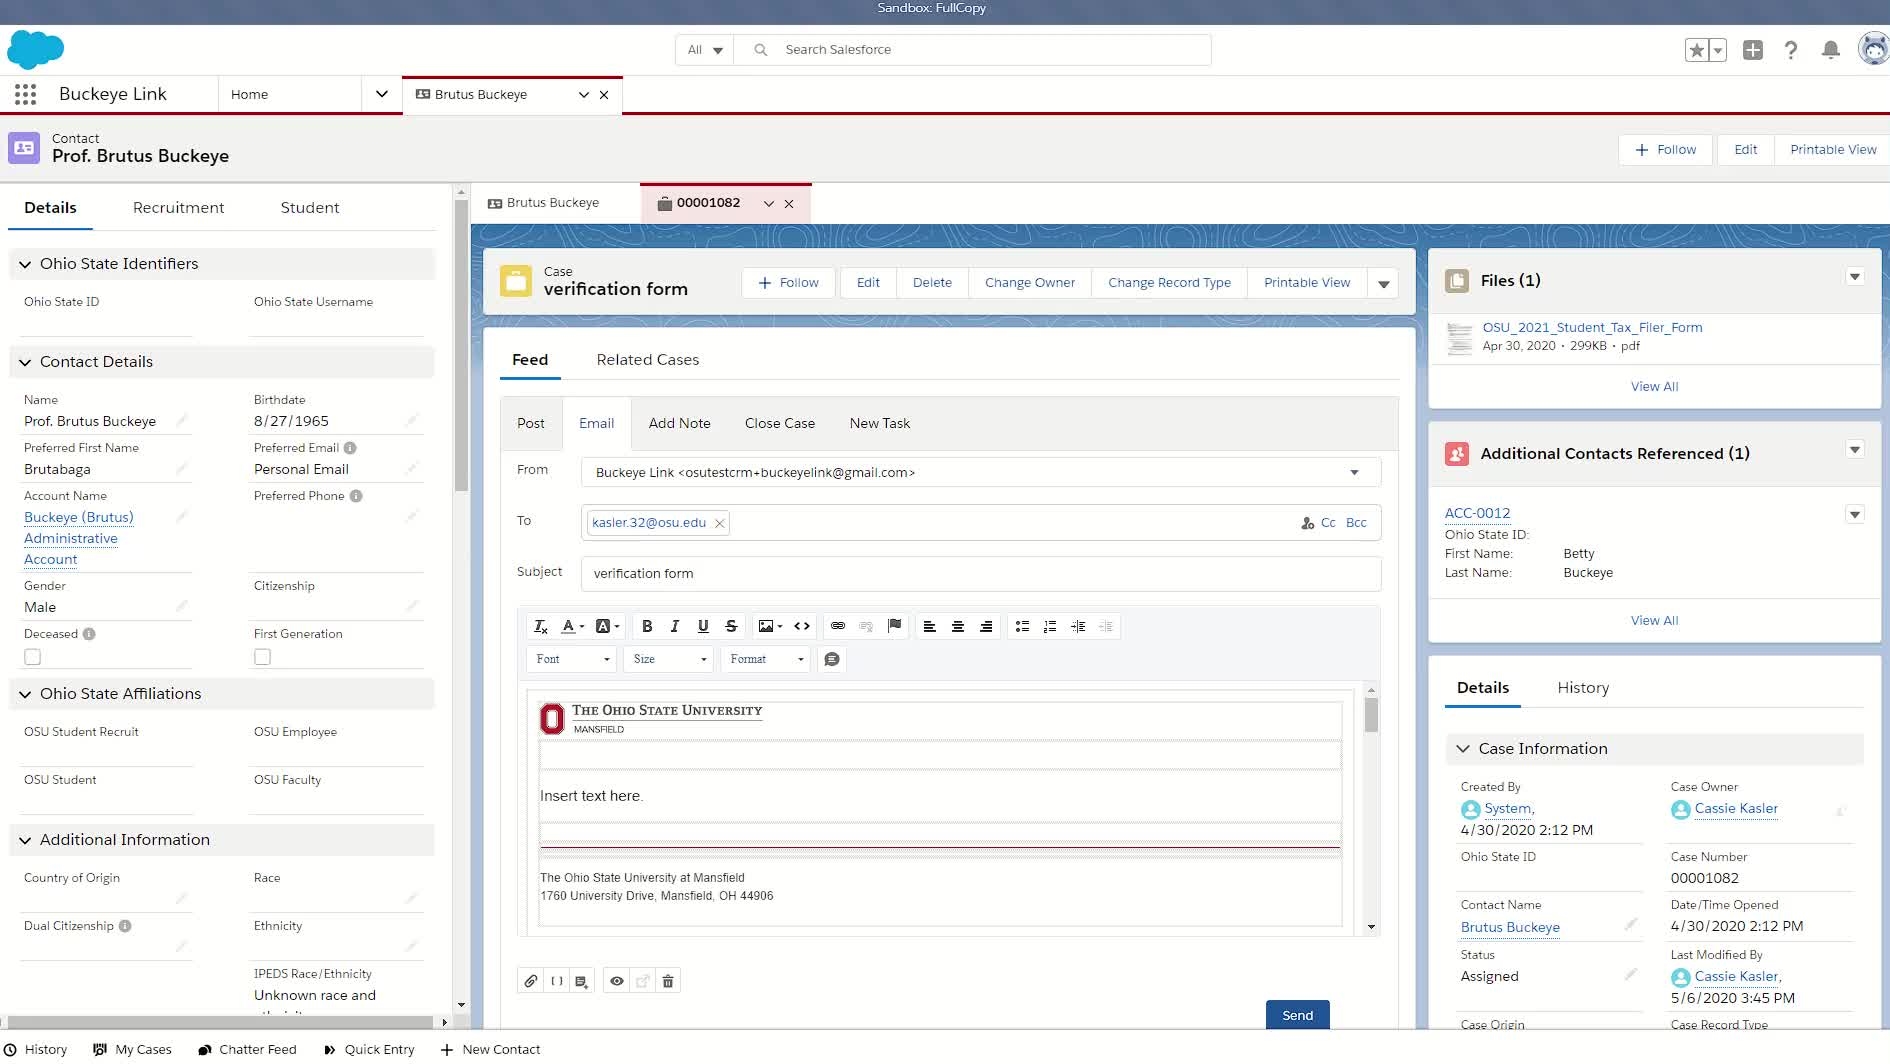 Sandbox: FullCopy
All
Search Salesforce
Buckeye Link
Home
Brutus Buckeye
Contact
Prof. Brutus Buckeye
Follow
Edit
Printable View
Details
Recruitment
Student
Ohio State Identifiers
Ohio State ID
Ohio State Username
Contact Details
Name
Birthdate
Prof. Brutus Buckeye
8/27/1965
Preferred First Name
Preferred Email
Brutabaga
Personal Email
Account Name
Preferred Phone
Buckeye (Brutus)
Administrative
Account
Gender
Citizenship
Male
Deceased
First Generation
Ohio State Affiliations
OSU Student Recruit
OSU Employee
OSU Student
OSU Faculty
Additional Information
Country of Origin
Race
Dual Citizenship
Ethnicity
IPEDS Race/Ethnicity
Unknown race and
Brutus Buckeye
00001082
Case
verification form
Follow
Edit
Delete
Change Owner
Change Record Type
Printable View
Feed
Related Cases
Post
Email
Add Note
Close Case
New Task
From
Buckeye Link <osutestcrm+buckeyelink@gmail.com>
To
kasler.32@osu.edu
Cc
Bcc
Subject
verification form
Font
Size
Format
THE OHIO STATE UNIVERSITY
MANSFIELD
Insert text here.
The Ohio State University at Mansfield
1760 University Drive, Mansfield, OH 44906
Send
Files (1)
OSU_2021_Student_Tax_Filer_Form
Apr 30, 2020 • 299KB • pdf
View All
Additional Contacts Referenced (1)
ACC-0012
Ohio State ID:
First Name: Betty
Last Name: Buckeye
View All
Details
History
Case Information
Created By
Case Owner
System,
Cassie Kasler
4/30/2020 2:12 PM
Ohio State ID
Case Number
00001082
Contact Name
Date/Time Opened
Brutus Buckeye
4/30/2020 2:12 PM
Status
Last Modified By
Assigned
Cassie Kasler,
5/6/2020 3:45 PM
Case Origin
Case Record Type
History
My Cases
Chatter Feed
Quick Entry
New Contact